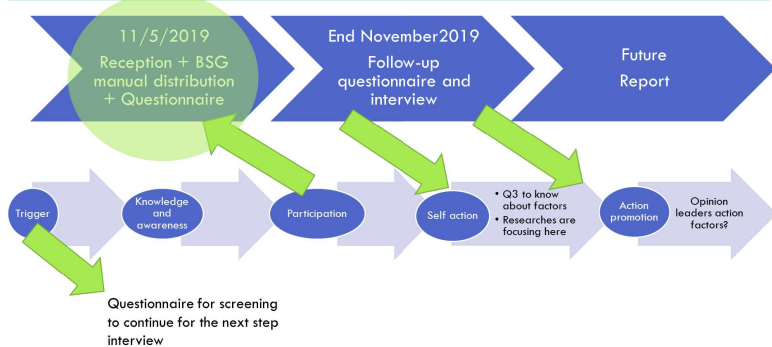 11/5/2019
Reception + BSG
manual distribution
+ Questionnaire
End November2019
Follow-up
questionnaire and
interview
Future
Report
Trigger
Knowledge
and
awareness
Participation
Self action
• Q3 to know
about factors
• Researches are
focusing here
Action
promotion
Opinion
leaders action
factors?
Questionnaire for screening
to continue for the next step
interview